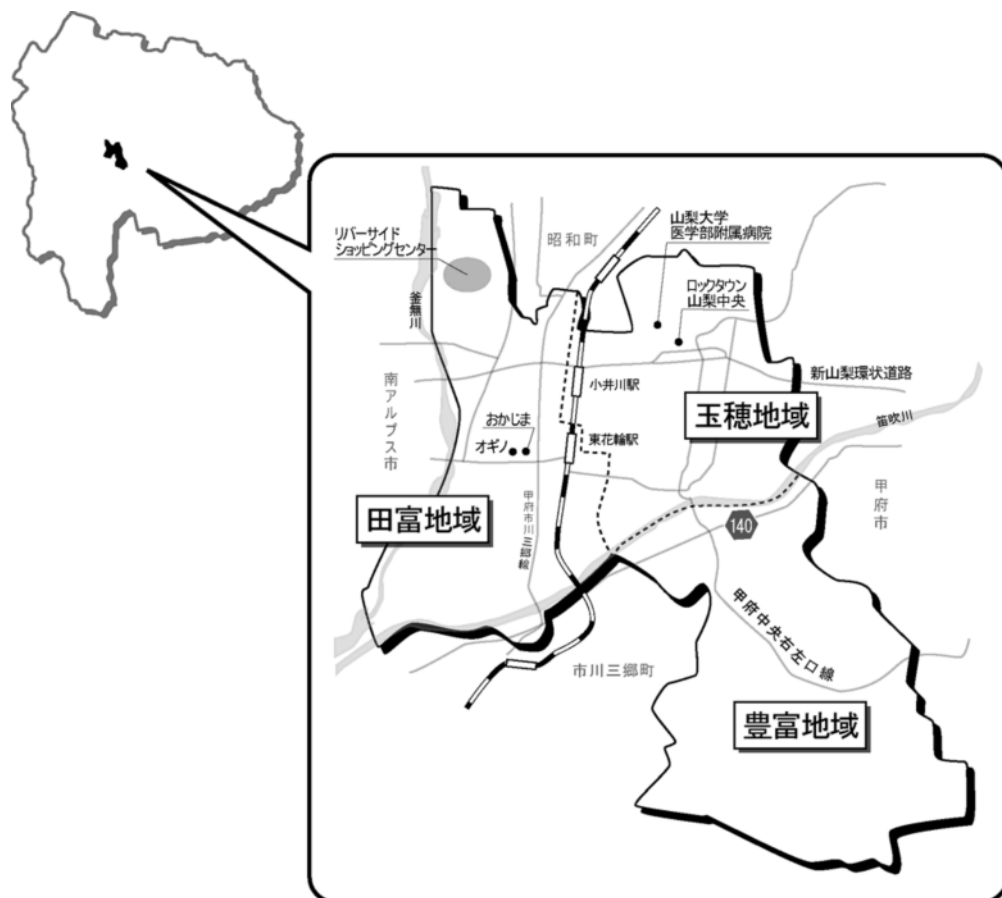 リバーサイド
ショッピングセンター
昭和町
山梨大学
医学部附属病院
ロックタウン
山梨中央
釜無川
南アルプス市
小井川駅
新山梨環状道路
玉穂地域
笛吹川
おかじま
オギノ
東花輪駅
甲府市
田富地域
甲府市川三郷線
140
甲府中央右左口線
市川三郷町
豊富地域